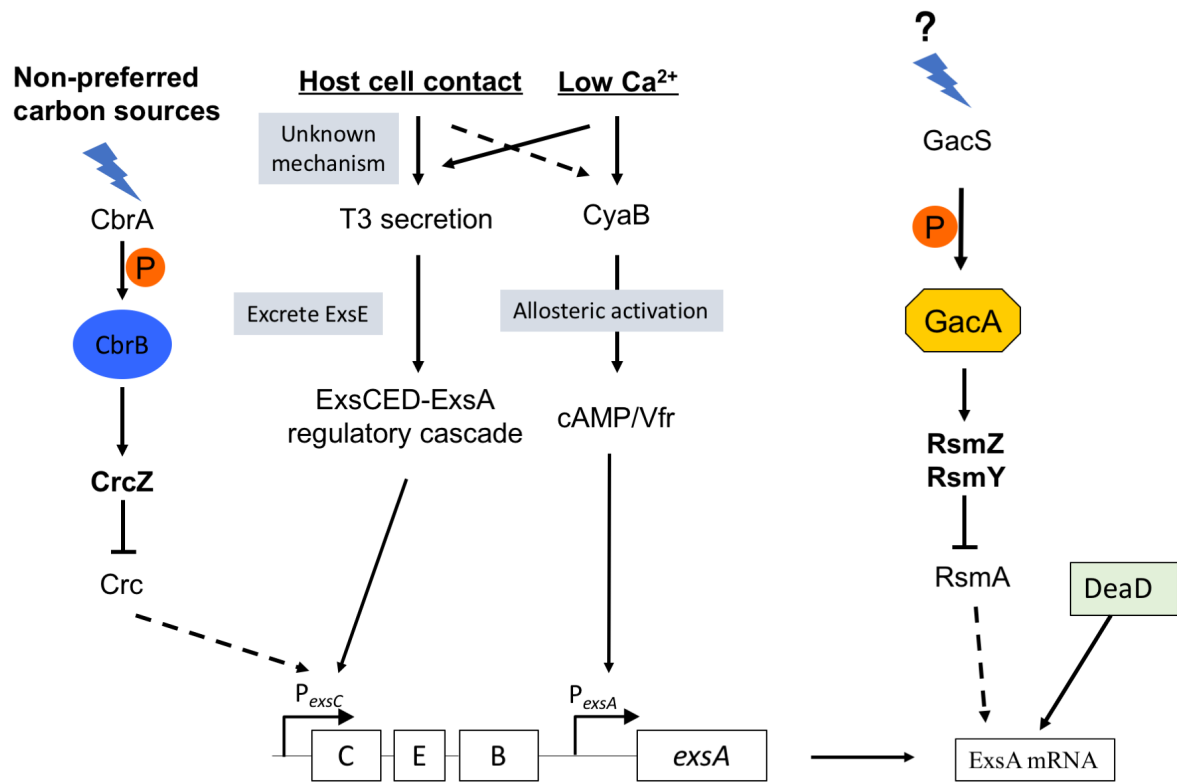 Non-preferred
carbon sources
CbrA
P
CbrB
CrcZ
Crc
Host cell contact
Low Ca²⁺
Unknown
mechanism
T3 secretion
CyaB
Excrete ExsE
Allosteric activation
ExsCED-ExsA
regulatory cascade
cAMP/Vfr
?
GacS
P
GacA
RsmZ
RsmY
RsmA
DeaD
PexsC
PexsA
C
E
B
exsA
ExsA mRNA